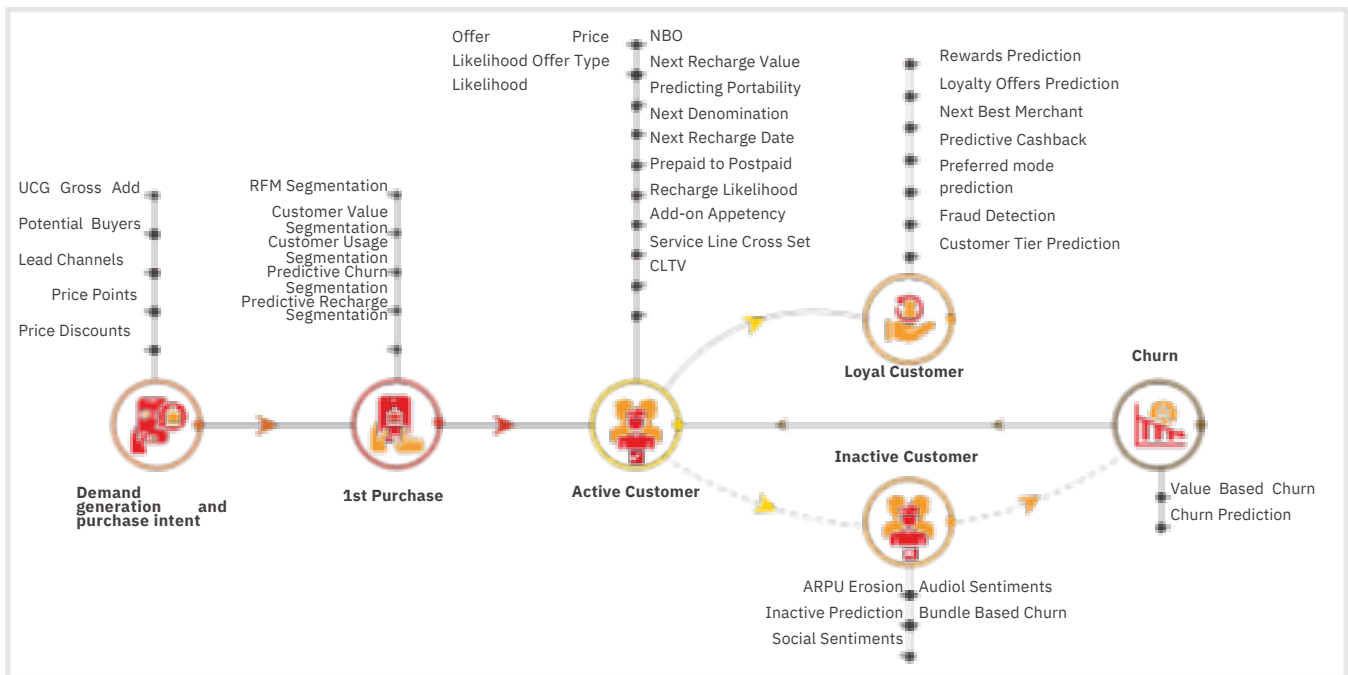 Offer Price
Likelihood Offer Type
Likelihood
NBO
Next Recharge Value
Predicting Portability
Next Denomination
Next Recharge Date
Prepaid to Postpaid
Recharge Likelihood
Add-on Appetency
Service Line Cross Set
CLTV
Rewards Prediction
Loyalty Offers Prediction
Next Best Merchant
Predictive Cashback
Preferred mode
prediction
Fraud Detection
Customer Tier Prediction
UCG Gross Add
Potential Buyers
Lead Channels
Price Points
Price Discounts
RFM Segmentation
Customer Value
Segmentation
Customer Usage
Segmentation
Predictive Churn
Segmentation
Predictive Recharge
Segmentation
Loyal Customer
Churn
Demand
generation and
purchase intent
1st Purchase
Active Customer
Inactive Customer
Value Based Churn
Churn Prediction
ARPU Erosion
Inactive Prediction
Social Sentiments
Audiol Sentiments
Bundle Based Churn